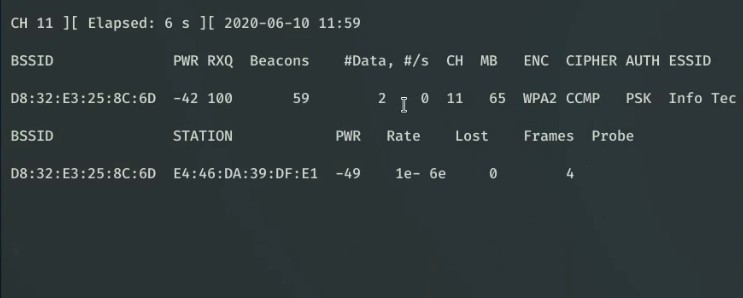 CH 11 ][ Elapsed: 6 s ][ 2020-06-10 11:59
BSSID PWR RXQ Beacons #Data, #/s CH MB ENC CIPHER AUTH ESSID
D8:32:E3:25:8C:6D -42 100 59 2 0 11 65 WPA2 CCMP PSK Info Tec
BSSID STATION PWR Rate Lost Frames Probe
D8:32:E3:25:8C:6D E4:46:DA:39:DF:E1 -49 1e- 6e 0 4